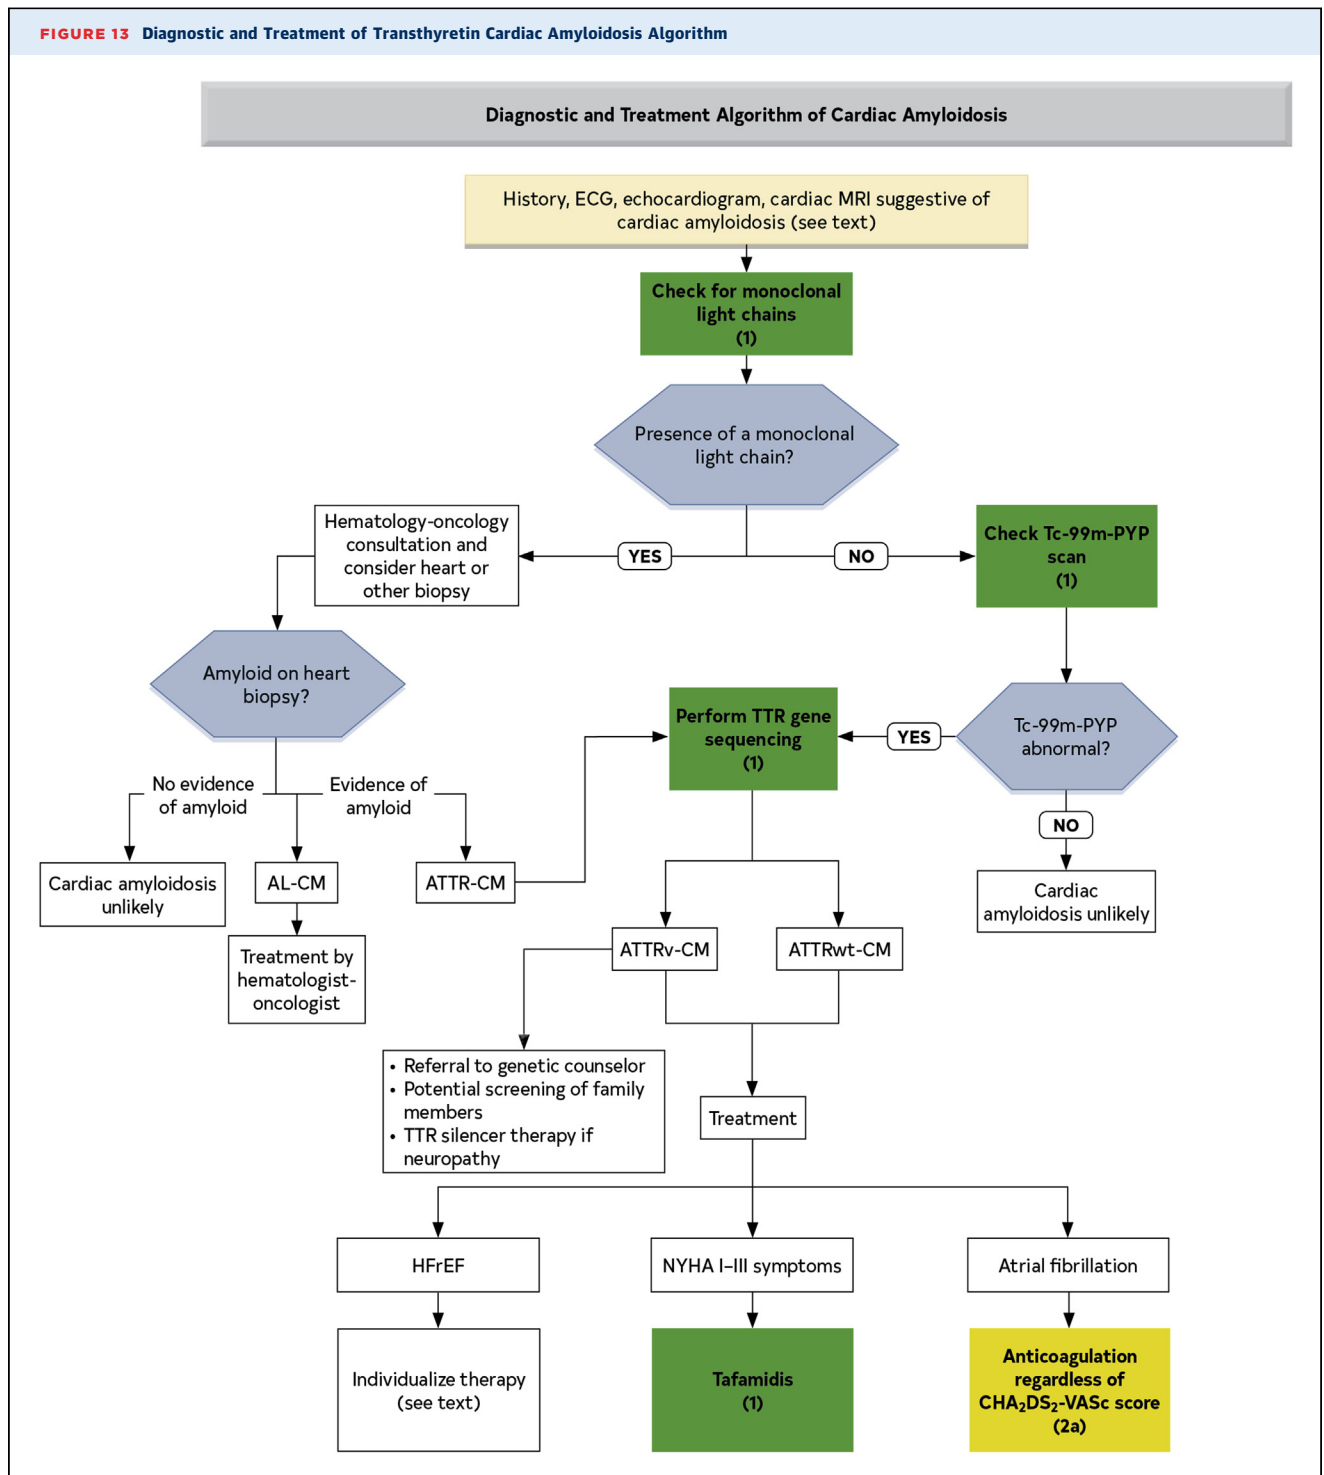 FIGURE 13 Diagnostic and Treatment of Transthyretin Cardiac Amyloidosis Algorithm
Diagnostic and Treatment Algorithm of Cardiac Amyloidosis
History, ECG, echocardiogram, cardiac MRI suggestive of
cardiac amyloidosis (see text)
Check for monoclonal
light chains
(1)
Presence of a monoclonal
light chain?
YES
NO
Hematology-oncology
consultation and
consider heart or
other biopsy
Check Tc-99m-PYP
scan
(1)
Amyloid on heart
biopsy?
Perform TTR gene
sequencing
(1)
YES
Tc-99m-PYP
abnormal?
No evidence
of amyloid
Evidence of
amyloid
NO
Cardiac amyloidosis
unlikely
AL-CM
ATTR-CM
Cardiac
amyloidosis unlikely
Treatment by
hematologist-
oncologist
ATTRv-CM
ATTRwt-CM
• Referral to genetic counselor
• Potential screening of family
members
• TTR silencer therapy if
neuropathy
Treatment
HFrEF
NYHA I–III symptoms
Atrial fibrillation
Individualize therapy
(see text)
Tafamidis
(1)
Anticoagulation
regardless of
CHA₂DS₂-VASc score
(2a)